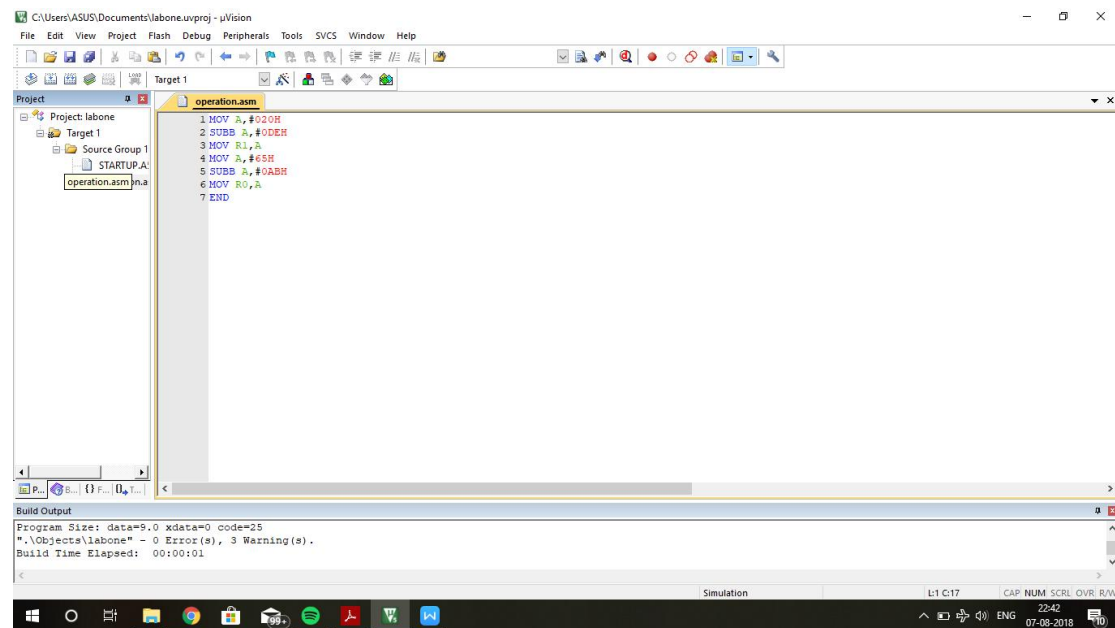 C:\Users\ASUS\Documents\labone.uvproj - µVision
File Edit View Project Flash Debug Peripherals Tools SVCS Window Help
LOAD Target 1
Project
Project: labone
Target 1
Source Group 1
STARTUP.A
operation.asm
operation.asm
1 MOV A,#020H
2 SUBB A,#0DEH
3 MOV R1,A
4 MOV A,#65H
5 SUBB A,#0ABH
6 MOV R0,A
7 END
P... B... {} F... 0 T...
Build Output
Program Size: data=9.0 xdata=0 code=25
".\Objects\labone" - 0 Error(s), 3 Warning(s).
Build Time Elapsed: 00:00:01
Simulation L:1 C:17 CAP NUM SCRL OVR R/W
99+ ENG 22:42
07-08-2018 10